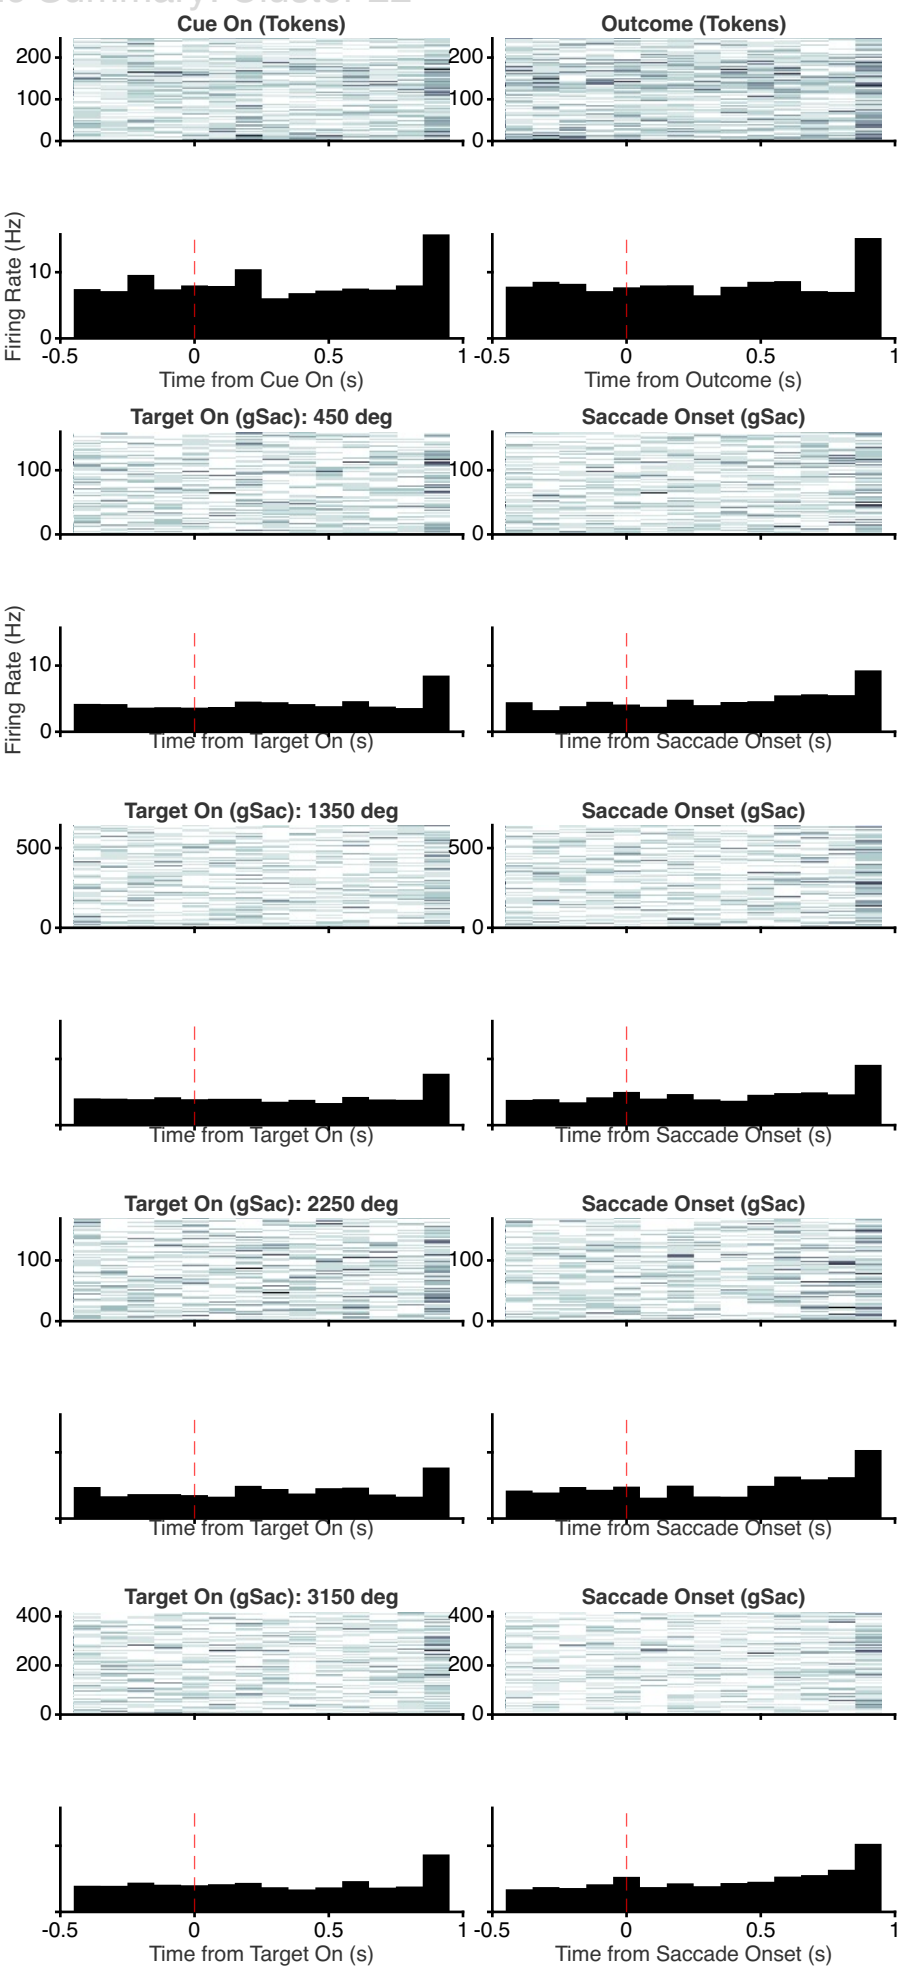 Summary: Cluster 22
Cue On (Tokens)
Outcome (Tokens)
200
100
0
200
100
0
Firing Rate (Hz)
10
0
-0.5 0 0.5 1
-0.5 0 0.5 1
Time from Cue On (s)
Time from Outcome (s)
Target On (gSac): 450 deg
Saccade Onset (gSac)
100
0
100
0
Firing Rate (Hz)
10
0
Time from Target On (s)
Time from Saccade Onset (s)
Target On (gSac): 1350 deg
Saccade Onset (gSac)
500
0
500
0
Time from Target On (s)
Time from Saccade Onset (s)
Target On (gSac): 2250 deg
Saccade Onset (gSac)
100
0
100
0
Time from Target On (s)
Time from Saccade Onset (s)
Target On (gSac): 3150 deg
Saccade Onset (gSac)
400
200
0
400
200
0
-0.5 0 0.5 1
-0.5 0 0.5 1
Time from Target On (s)
Time from Saccade Onset (s)